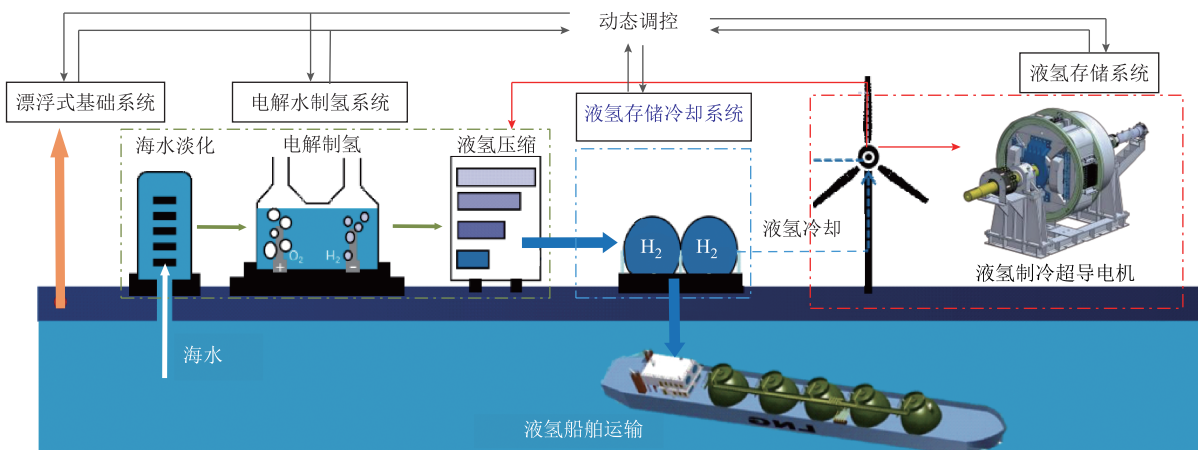 动态调控
漂浮式基础系统
电解水制氢系统
液氢存储冷却系统
液氢存储系统
海水淡化
电解制氢
液氢压缩
O₂
H₂
+
−
H₂
H₂
液氢冷却
液氢制冷超导电机
海水
液氢船舶运输
LNG